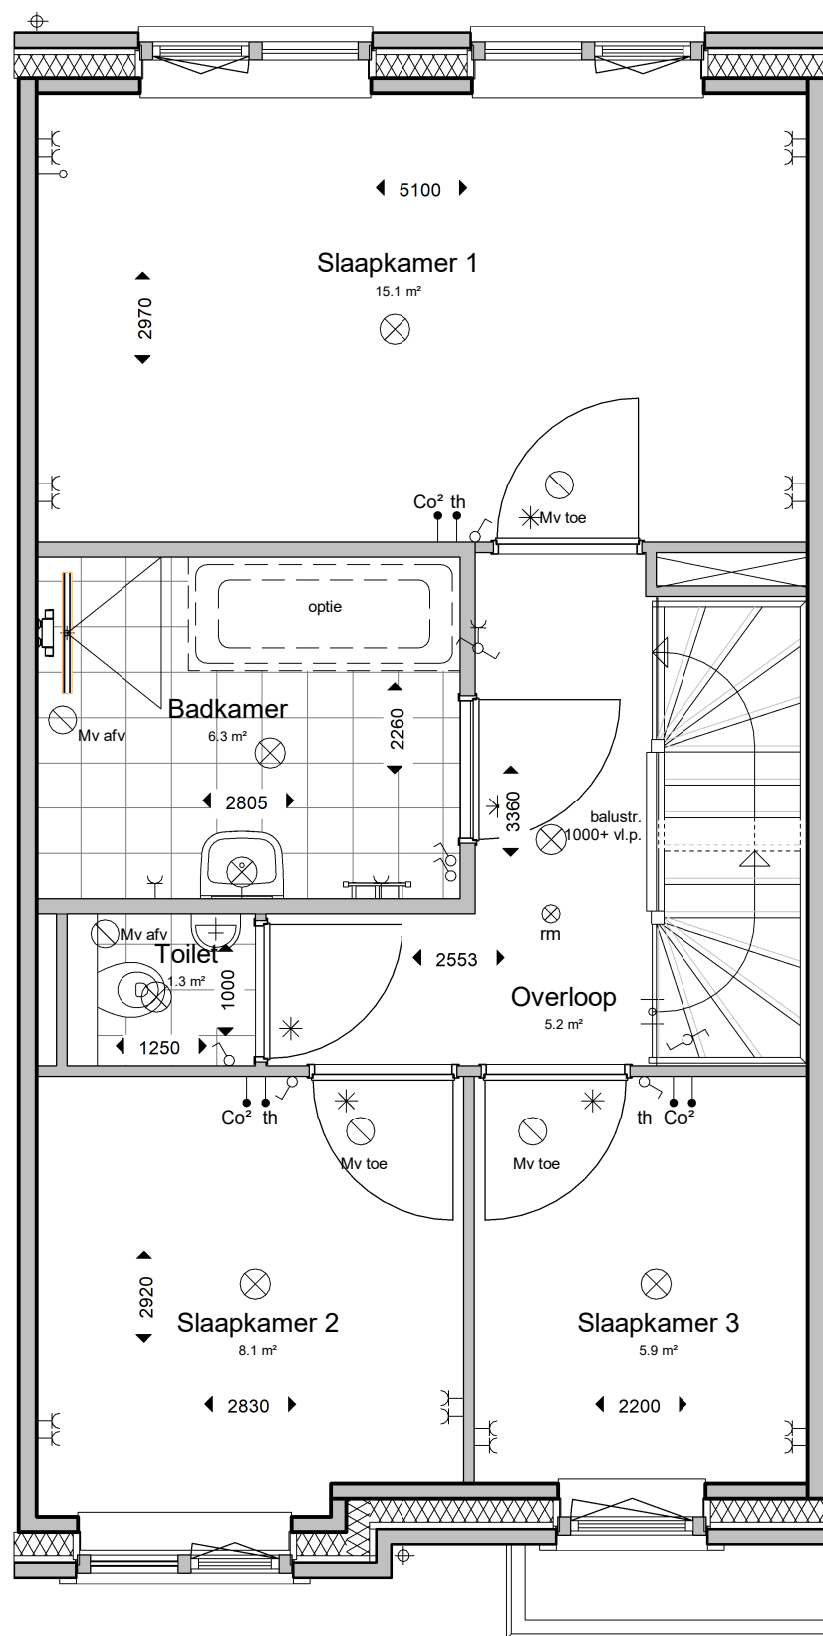 5100
Slaapkamer 1
15.1 m²
2970
Co² th
Mv toe
optie
Badkamer
6.3 m²
2260
Mv afv
2805
3360
balustr.
1000+ vl.p.
Mv afv
Toilet
1.3 m²
1000
1250
rm
2553
Overloop
5.2 m²
Co² th
Mv toe
Mv toe
th Co²
2920
Slaapkamer 2
8.1 m²
2830
Slaapkamer 3
5.9 m²
2200